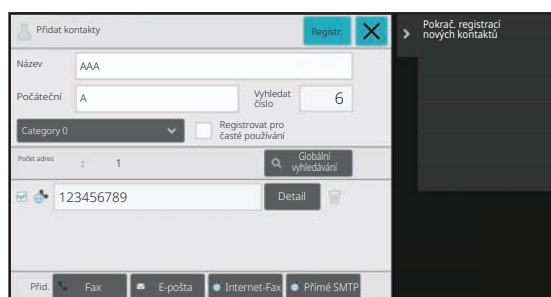 Přidat kontakty
Registr.
Název
AAA
Počáteční
A
Vyhledat
číslo
6
Category 0
Registrovat pro
časté používání
Počet adres
:
1
Globální
vyhledávání
123456789
Detail
Přid.
Fax
E-pošta
Internet-Fax
Přímé SMTP
Pokrač. registrací
nových kontaktů